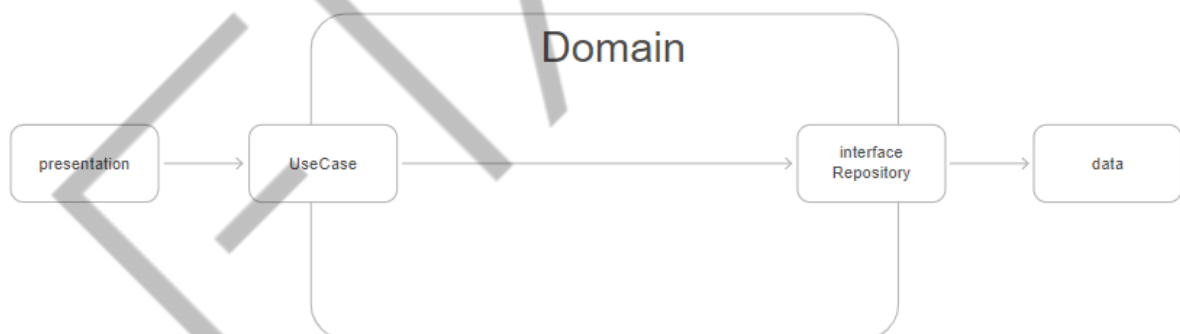 Domain
presentation
UseCase
interface
Repository
data